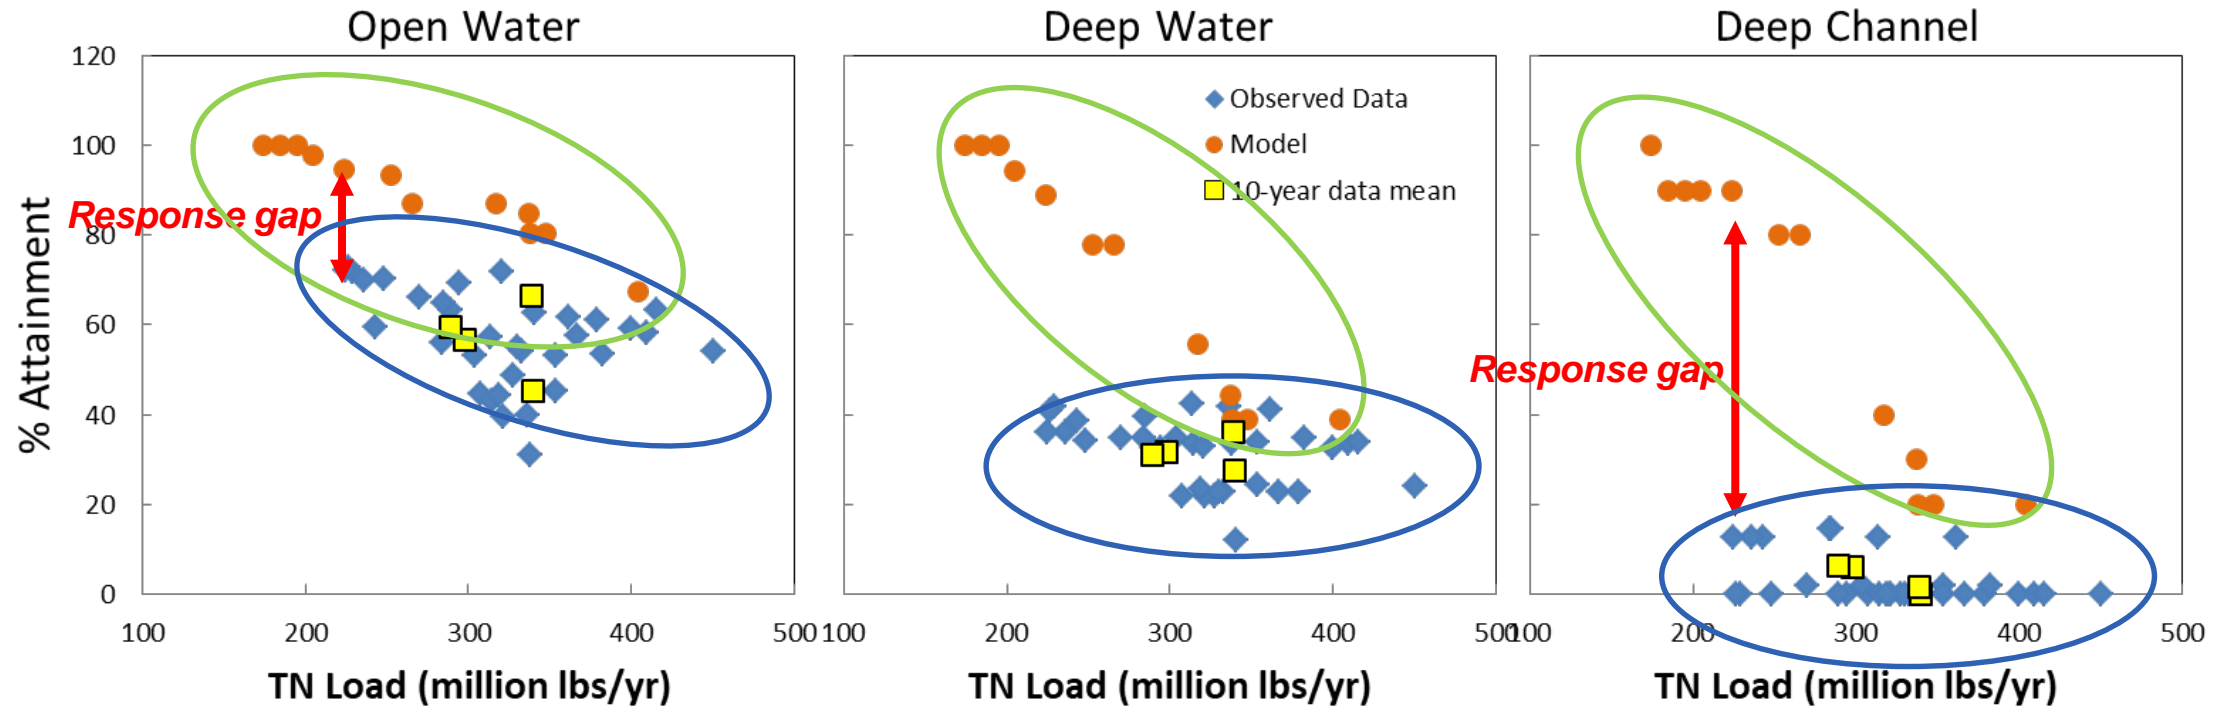 Open Water
Deep Water
Deep Channel
% Attainment
120
100
80
60
40
20
0
Response gap
Observed Data
Model
10-year data mean
Response gap
100
200
300
400
500
100
200
300
400
500
100
200
300
400
500
TN Load (million lbs/yr)
TN Load (million lbs/yr)
TN Load (million lbs/yr)